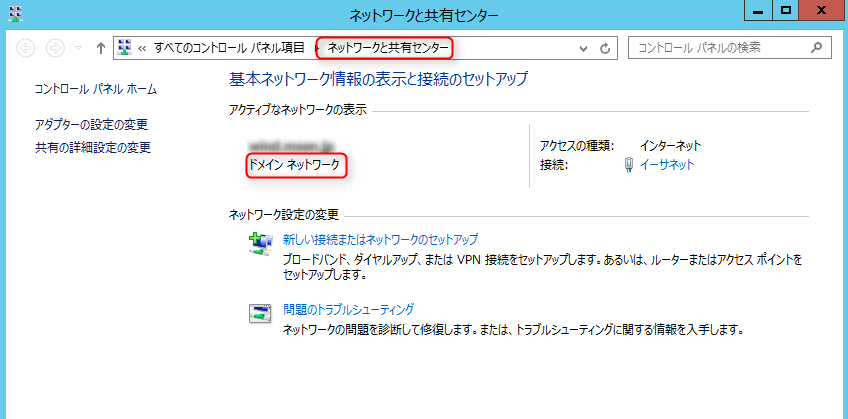 ネットワークと共有センター
« すべてのコントロール パネル項目 › ネットワークと共有センター
コントロール パネルの検索
コントロール パネル ホーム
アダプターの設定の変更
共有の詳細設定の変更
基本ネットワーク情報の表示と接続のセットアップ
アクティブなネットワークの表示
ドメイン ネットワーク
アクセスの種類: インターネット
接続: イーサネット
ネットワーク設定の変更
新しい接続またはネットワークのセットアップ
ブロードバンド、ダイヤルアップ、または VPN 接続をセットアップします。あるいは、ルーターまたはアクセス ポイントを
セットアップします。
問題のトラブルシューティング
ネットワークの問題を診断して修復します。または、トラブルシューティングに関する情報を入手します。